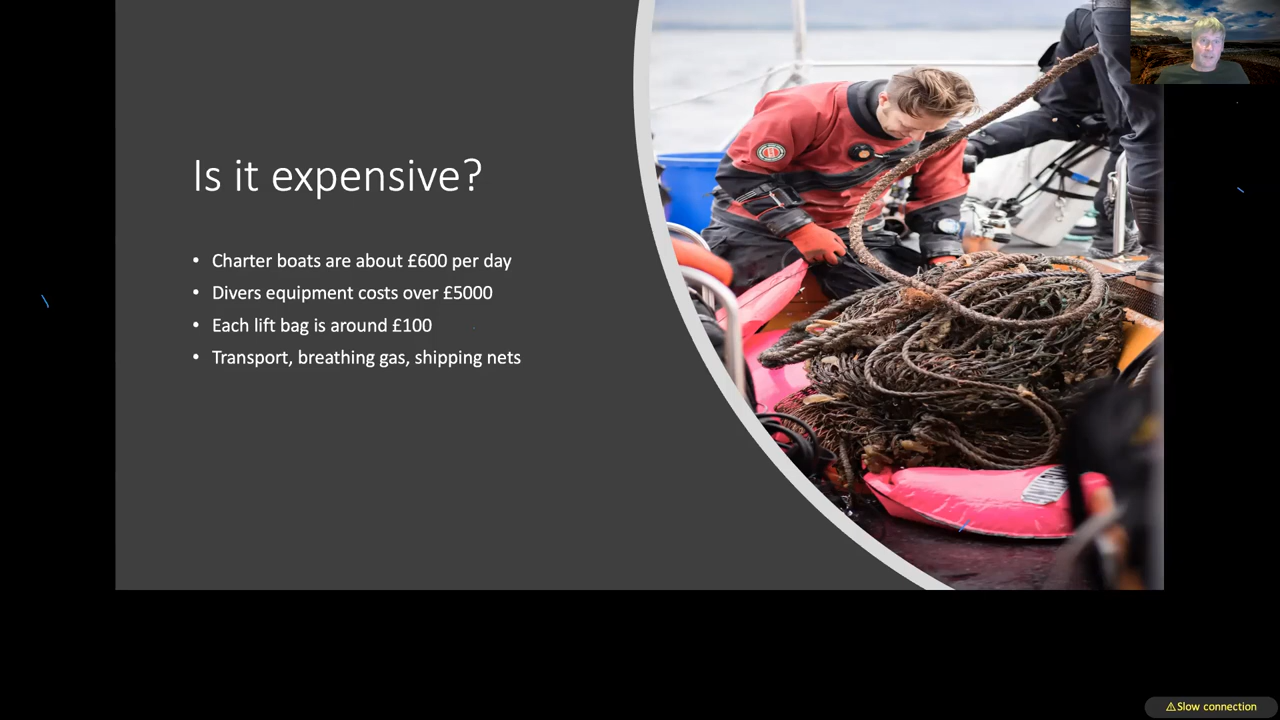 Is it expensive?
• Charter boats are about £600 per day
• Divers equipment costs over £5000
• Each lift bag is around £100
• Transport, breathing gas, shipping nets
⚠Slow connection